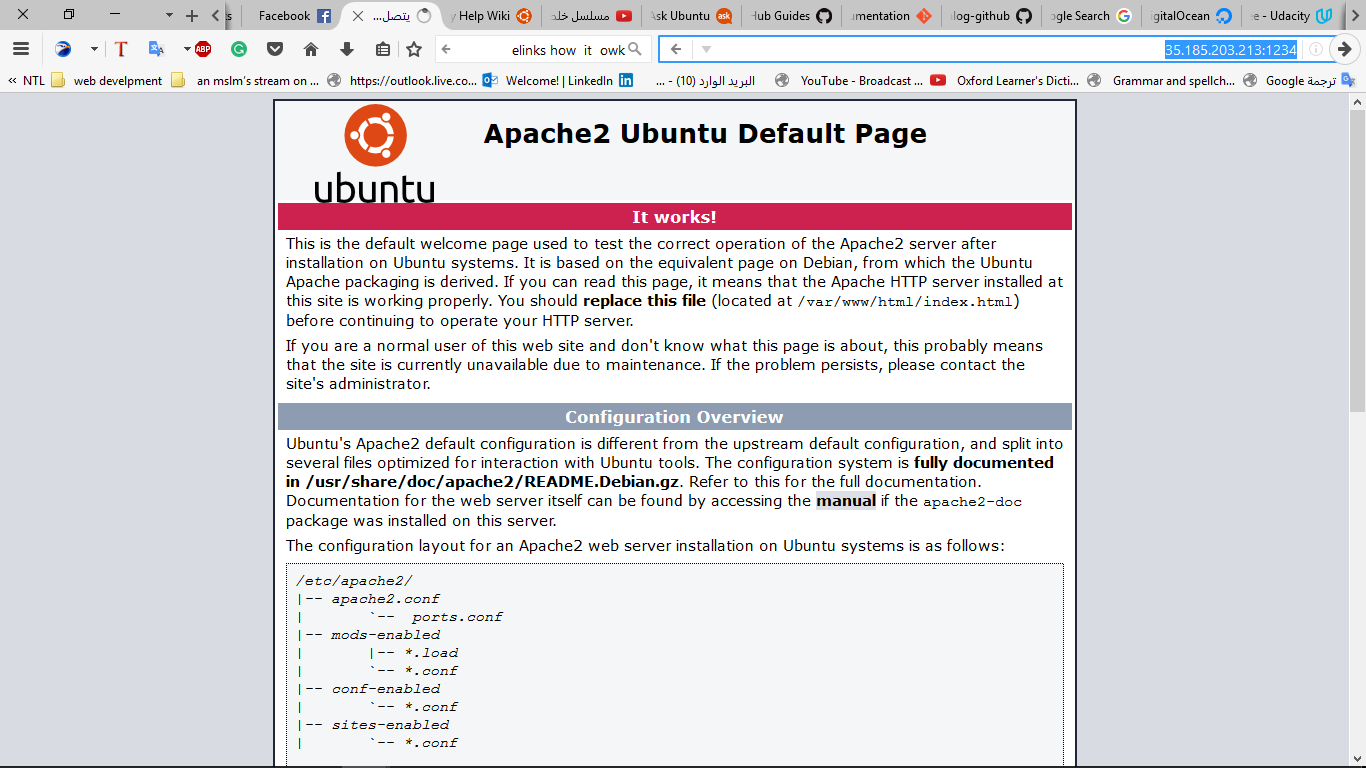 Facebook
يتصل...
y Help Wiki
مسلسل خلد
Ask Ubuntu
Hub Guides
umentation
log-github
gle Search
igitalOcean
e - Udacity
elinks how it owk
35.185.203.213:1234
« NTL
web develpment
an mslm’s stream on ...
https://outlook.live.co...
Welcome! | LinkedIn
البريد الوارد (10) - ...
YouTube - Broadcast ...
Oxford Learner's Dicti...
Grammar and spellch...
ترجمة Google
ubuntu
Apache2 Ubuntu Default Page
It works!
This is the default welcome page used to test the correct operation of the Apache2 server after
installation on Ubuntu systems. It is based on the equivalent page on Debian, from which the Ubuntu
Apache packaging is derived. If you can read this page, it means that the Apache HTTP server installed at
this site is working properly. You should replace this file (located at /var/www/html/index.html)
before continuing to operate your HTTP server.
If you are a normal user of this web site and don't know what this page is about, this probably means
that the site is currently unavailable due to maintenance. If the problem persists, please contact the
site's administrator.
Configuration Overview
Ubuntu's Apache2 default configuration is different from the upstream default configuration, and split into
several files optimized for interaction with Ubuntu tools. The configuration system is fully documented
in /usr/share/doc/apache2/README.Debian.gz. Refer to this for the full documentation.
Documentation for the web server itself can be found by accessing the manual if the apache2-doc
package was installed on this server.
The configuration layout for an Apache2 web server installation on Ubuntu systems is as follows:
/etc/apache2/
|-- apache2.conf
|       `--  ports.conf
|-- mods-enabled
|       |-- *.load
|       `-- *.conf
|-- conf-enabled
|       `-- *.conf
|-- sites-enabled
|       `-- *.conf